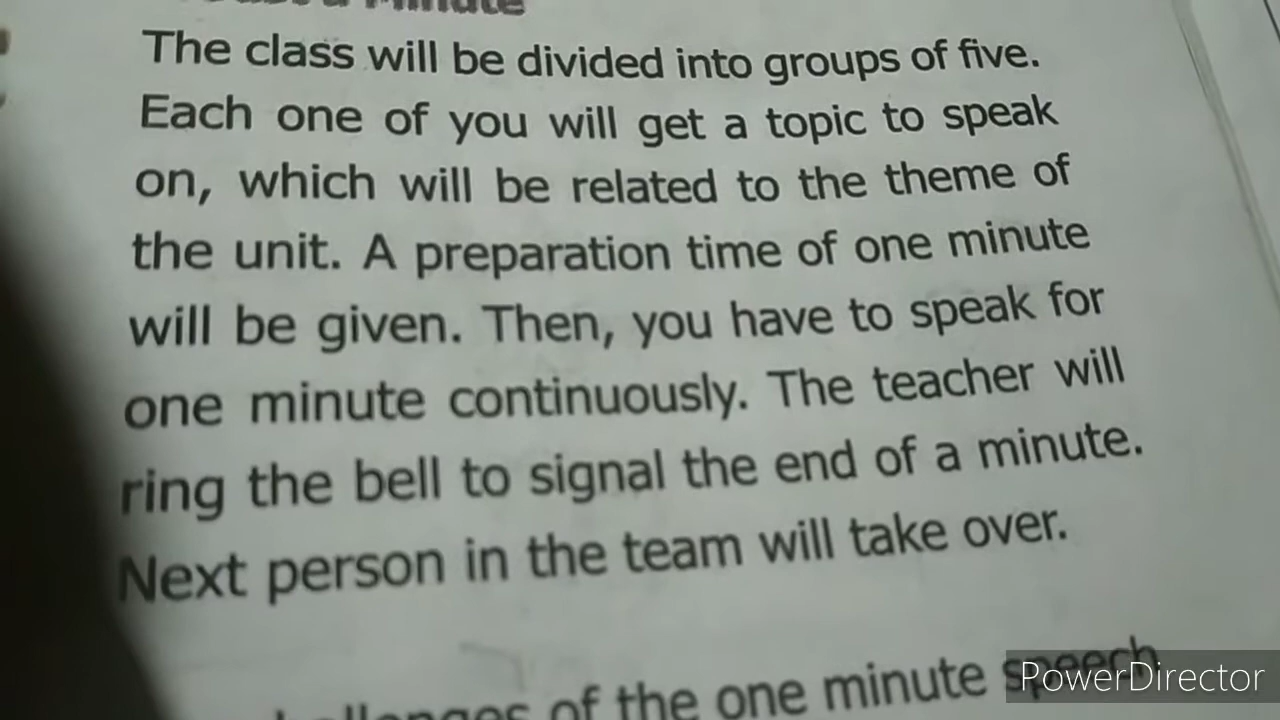 a Minute
The class will be divided into groups of five.
Each one of you will get a topic to speak
on, which will be related to the theme of
the unit. A preparation time of one minute
will be given. Then, you have to speak for
one minute continuously. The teacher will
ring the bell to signal the end of a minute.
Next person in the team will take over.
of the one minute speech
PowerDirector